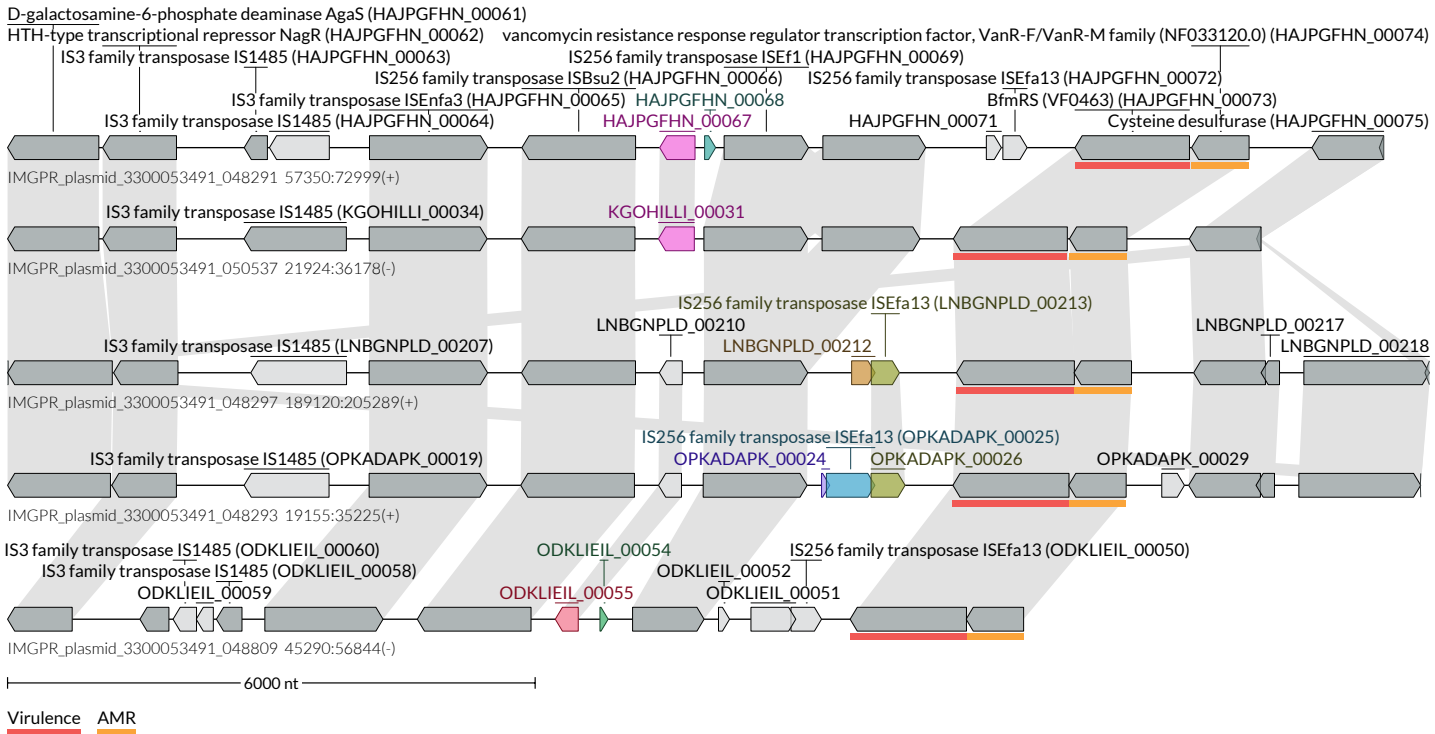 D-galactosamine-6-phosphate deaminase AgaS (HAJPGFHN_00061)
HTH-type transcriptional repressor NagR (HAJPGFHN_00062) vancomycin resistance response regulator transcription factor, VanR-F/VanR-M family (NF033120.0) (HAJPGFHN_00074)
IS3 family transposase IS1485 (HAJPGFHN_00063) IS256 family transposase ISEf1 (HAJPGFHN_00069)
IS256 family transposase ISBsu2 (HAJPGFHN_00066) IS256 family transposase ISEfa13 (HAJPGFHN_00072)
IS3 family transposase ISEnfa3 (HAJPGFHN_00065) HAJPGFHN_00068 BfmRS (VF0463) (HAJPGFHN_00073)
IS3 family transposase IS1485 (HAJPGFHN_00064) HAJPGFHN_00067 HAJPGFHN_00071 Cysteine desulfurase (HAJPGFHN_00075)
IMGPR_plasmid_3300053491_048291 57350:72999(+)
IS3 family transposase IS1485 (KGOHILLI_00034) KGOHILLI_00031
IMGPR_plasmid_3300053491_050537 21924:36178(-)
IS256 family transposase ISEfa13 (LNBGNPLD_00213)
LNBGNPLD_00210 LNBGNPLD_00217
IS3 family transposase IS1485 (LNBGNPLD_00207) LNBGNPLD_00212 LNBGNPLD_00218
IMGPR_plasmid_3300053491_048297 189120:205289(+)
IS256 family transposase ISEfa13 (OPKADAPK_00025)
IS3 family transposase IS1485 (OPKADAPK_00019) OPKADAPK_00024 OPKADAPK_00026 OPKADAPK_00029
IMGPR_plasmid_3300053491_048293 19155:35225(+)
IS3 family transposase IS1485 (ODKLIEIL_00060) ODKLIEIL_00054 IS256 family transposase ISEfa13 (ODKLIEIL_00050)
IS3 family transposase IS1485 (ODKLIEIL_00058) ODKLIEIL_00052
ODKLIEIL_00059 ODKLIEIL_00055 ODKLIEIL_00051
IMGPR_plasmid_3300053491_048809 45290:56844(-)
6000 nt
Virulence AMR